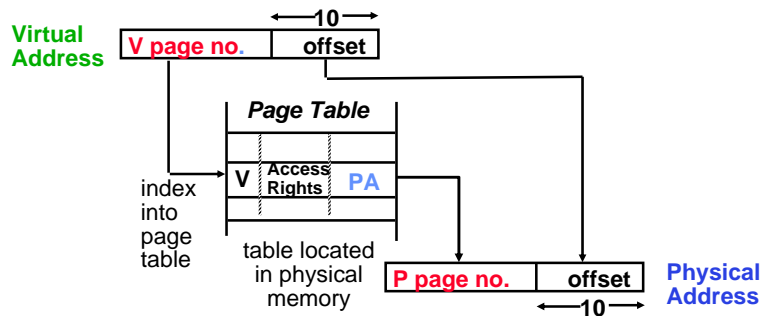 10
Virtual
Address
V page no.
offset
Page Table
V
Access
Rights
PA
index
into
page
table
table located
in physical
memory
P page no.
offset
Physical
Address
10